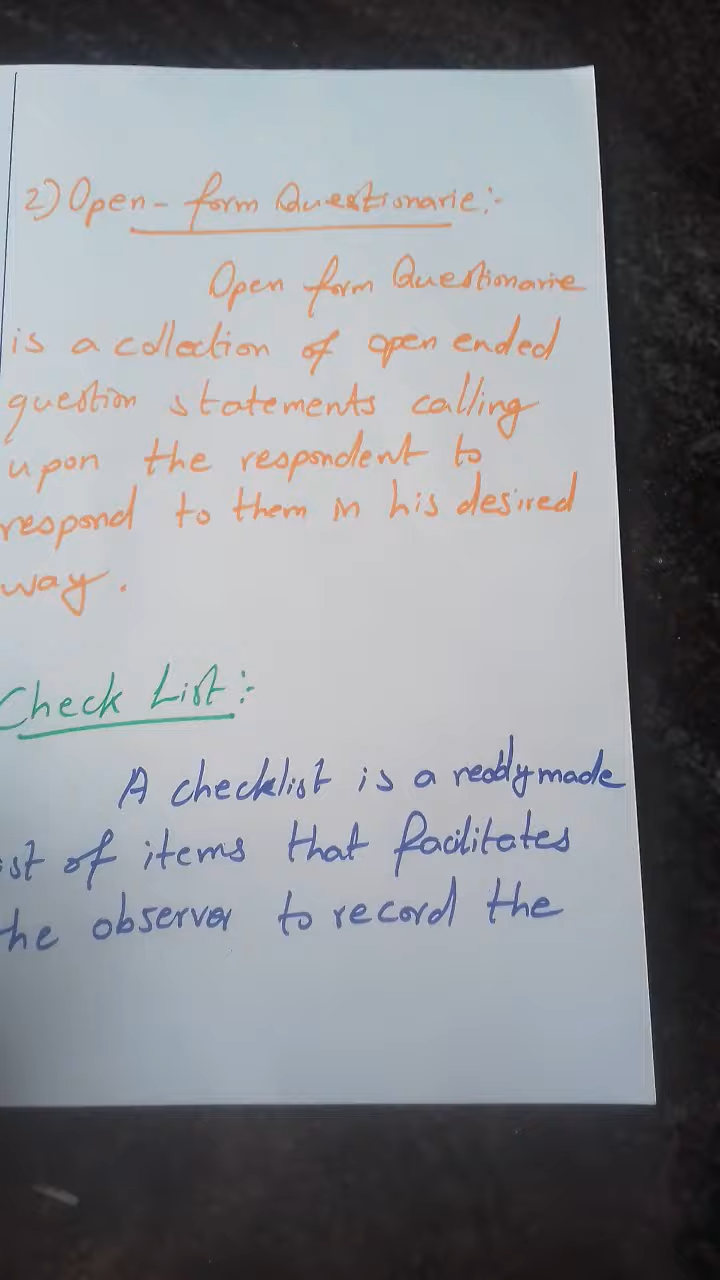 2) Open - form Questionarie:-
Open form Questionarie
is a collection of open ended
question statements calling
upon the respondent to
respond to them in his desired
way.
Check List:-
A checklist is a readymade
ist of items that facilitates
he observer to record the